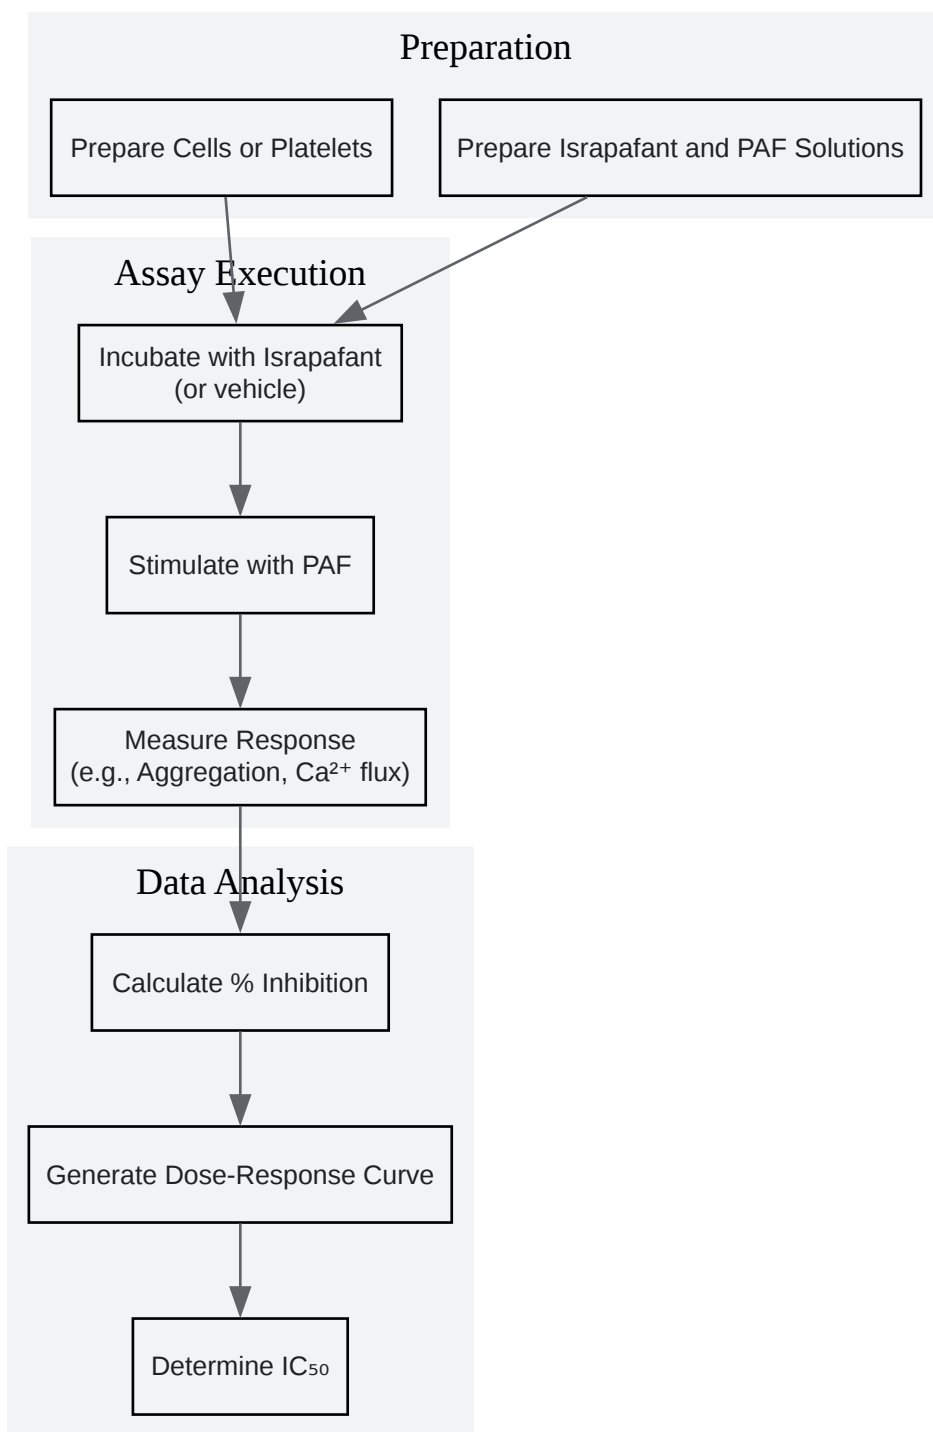 Preparation
Prepare Cells or Platelets
Prepare Israpafant and PAF Solutions
Assay Execution
Incubate with Israpafant
(or vehicle)
Stimulate with PAF
Measure Response
(e.g., Aggregation, Ca²⁺ flux)
Data Analysis
Calculate % Inhibition
Generate Dose-Response Curve
Determine IC₅₀